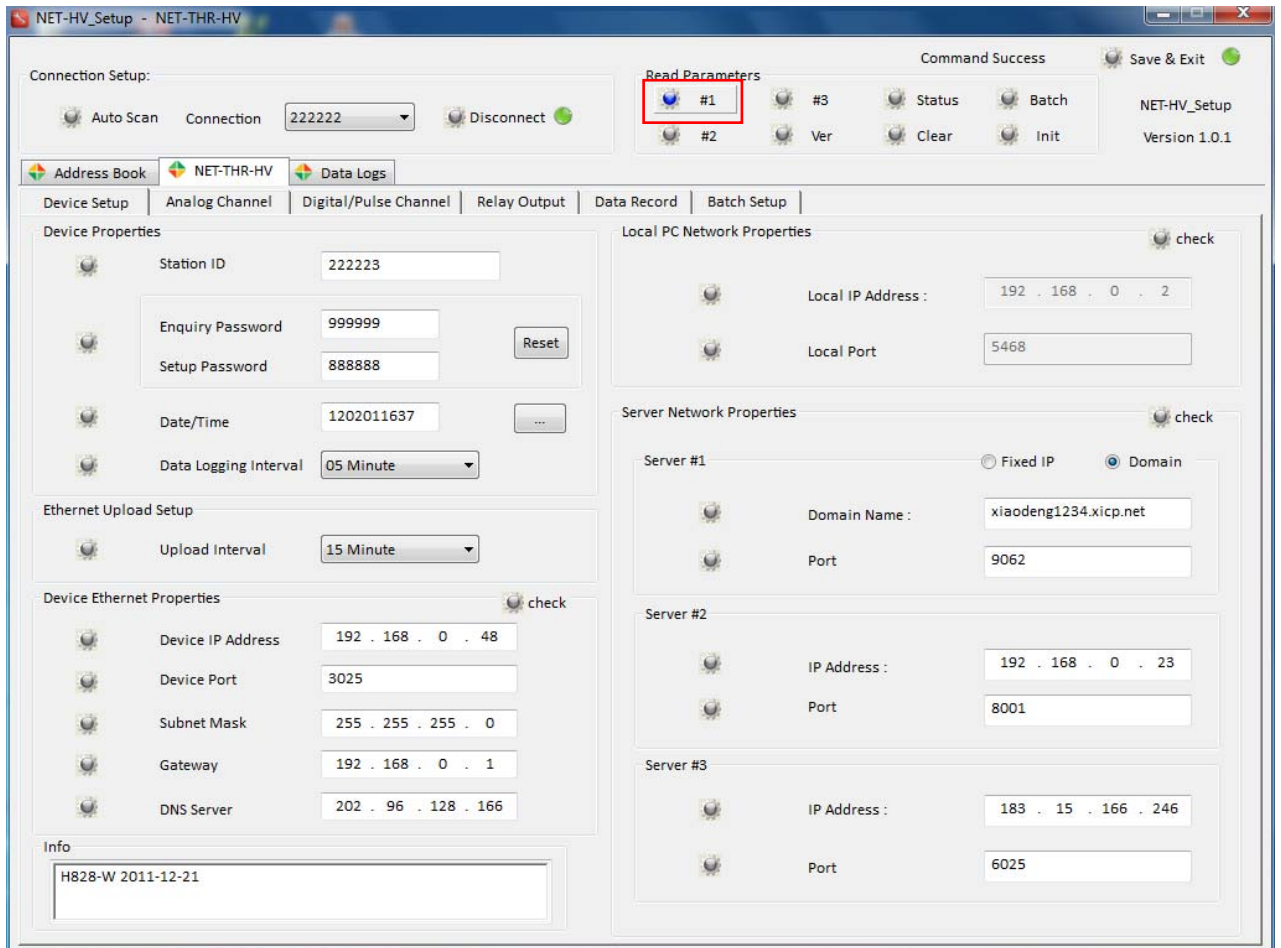 NET-HV_Setup - NET-THR-HV
Command Success
Save & Exit
Connection Setup:
Auto Scan
Connection
222222
Disconnect
Read Parameters
#1
#3
Status
Batch
#2
Ver
Clear
Init
NET-HV_Setup
Version 1.0.1
Address Book
NET-THR-HV
Data Logs
Device Setup
Analog Channel
Digital/Pulse Channel
Relay Output
Data Record
Batch Setup
Device Properties
Station ID
222223
Enquiry Password
999999
Setup Password
888888
Reset
Date/Time
1202011637
...
Data Logging Interval
05 Minute
Ethernet Upload Setup
Upload Interval
15 Minute
Device Ethernet Properties
check
Device IP Address
192 . 168 . 0 . 48
Device Port
3025
Subnet Mask
255 . 255 . 255 . 0
Gateway
192 . 168 . 0 . 1
DNS Server
202 . 96 . 128 . 166
Info
H828-W 2011-12-21
Local PC Network Properties
check
Local IP Address :
192 . 168 . 0 . 2
Local Port
5468
Server Network Properties
check
Server #1
Fixed IP
Domain
Domain Name :
xiaodeng1234.xicp.net
Port
9062
Server #2
IP Address :
192 . 168 . 0 . 23
Port
8001
Server #3
IP Address :
183 . 15 . 166 . 246
Port
6025